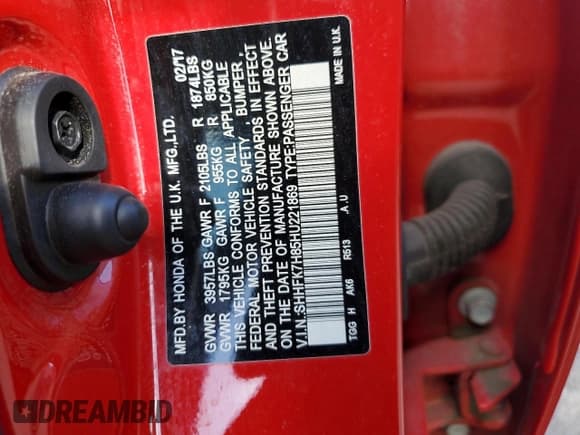 MFD.BY HONDA OF THE U.K. MFG.,LTD. 02/17
GVWR 3957LBS GAWR F 2105LBS R 1874LBS
GVWR 1795KG GAWR F 955KG R 850KG
THIS VEHICLE CONFORMS TO ALL APPLICABLE
FEDERAL MOTOR VEHICLE SAFETY, BUMPER,
& THEFT PREVENTION STANDARDS IN EFFECT
ON THE DATE OF MANUFACTURE SHOWN ABOVE.
V.I.N.:SHHFK7H85HU221869 TYPE:PASSENGER CAR
TGG H AK6 R513 .A.U MADE IN U.K.
DREAMBID